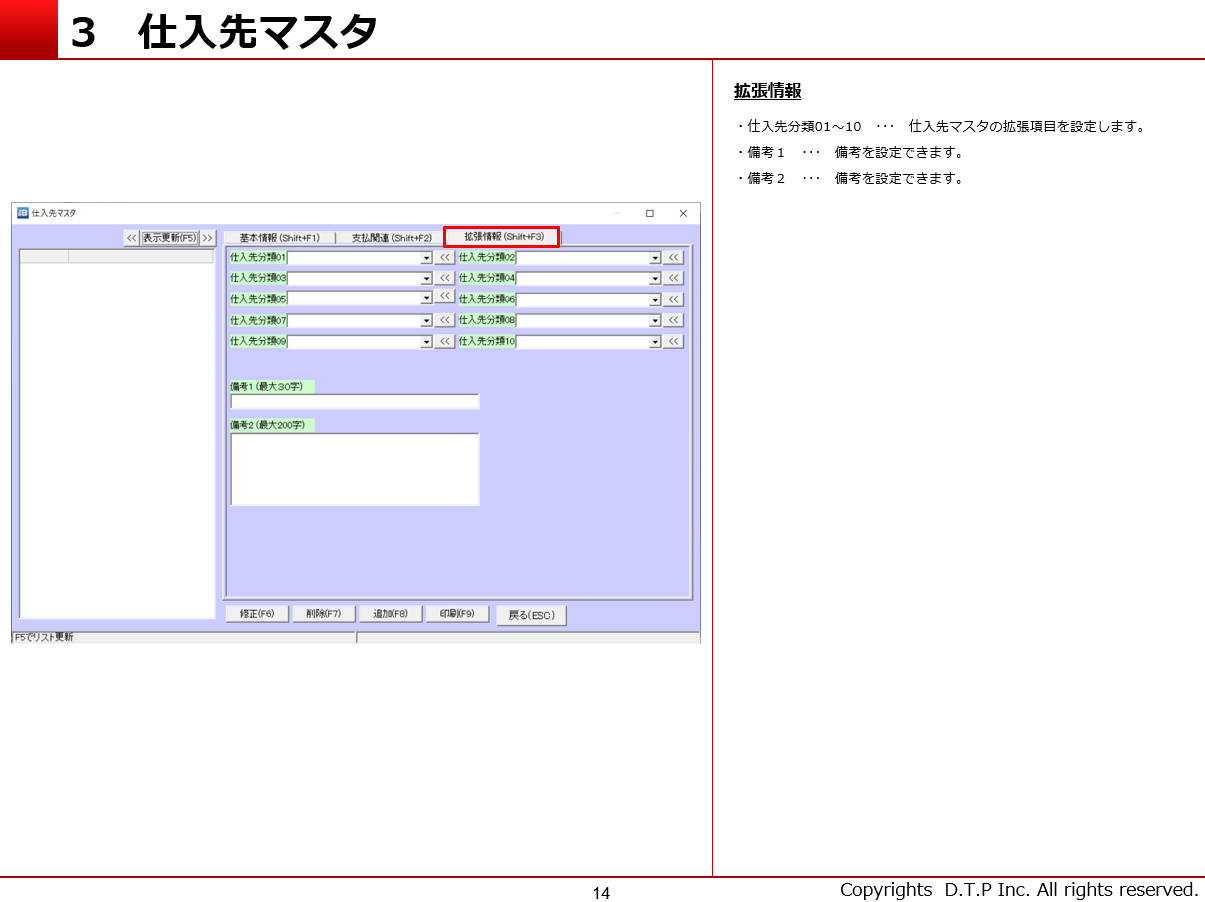 3　仕入先マスタ
拡張情報
・仕入先分類01～10　･･･　仕入先マスタの拡張項目を設定します。
・備考１　･･･　備考を設定できます。
・備考２　･･･　備考を設定できます。
仕入先マスタ
<< 表示更新(F5) >>
基本情報(Shift+F1) 支払関連(Shift+F2) 拡張情報(Shift+F3)
仕入先分類01 << 仕入先分類02 <<
仕入先分類03 << 仕入先分類04 <<
仕入先分類05 << 仕入先分類06 <<
仕入先分類07 << 仕入先分類08 <<
仕入先分類09 << 仕入先分類10 <<
備考1(最大30字)
備考2(最大200字)
修正(F6) 削除(F7) 追加(F8) 印刷(F9) 戻る(ESC)
F5でリスト更新
14
Copyrights D.T.P Inc. All rights reserved.